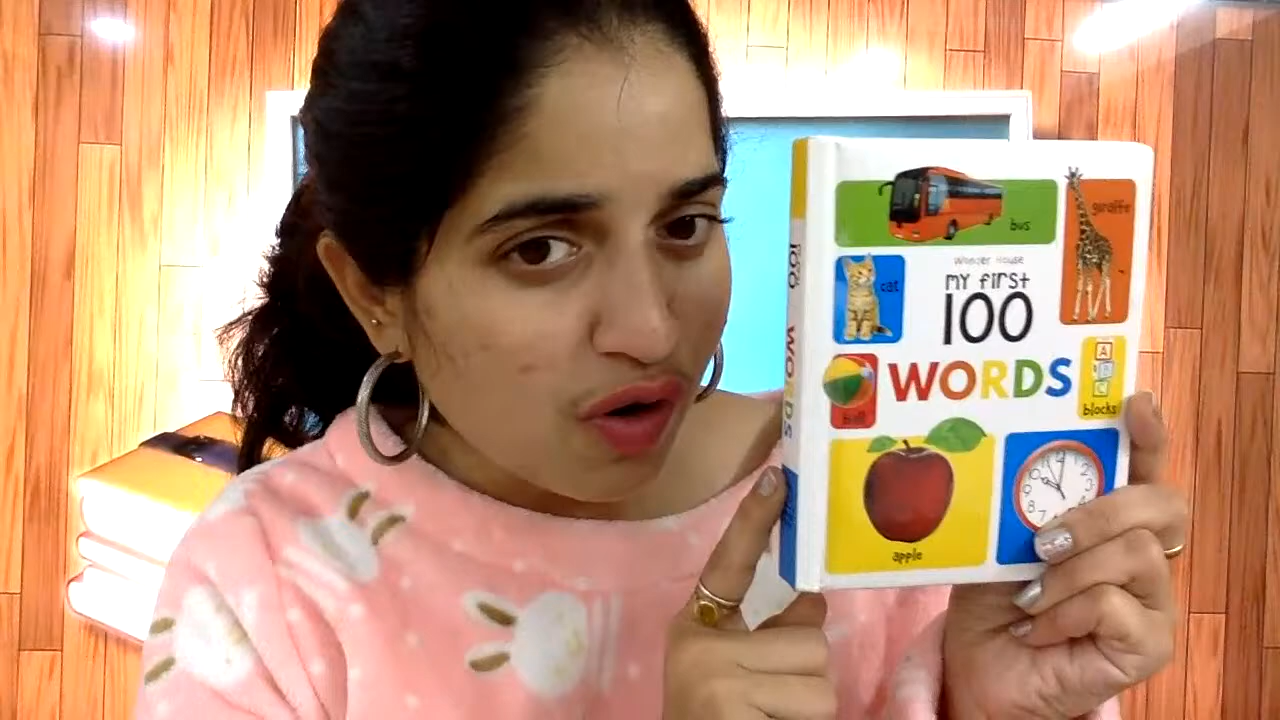 bus
giraffe
Wonder House
my first
100
cat
WORDS
A
B
C
ball
blocks
apple
100
WORDS